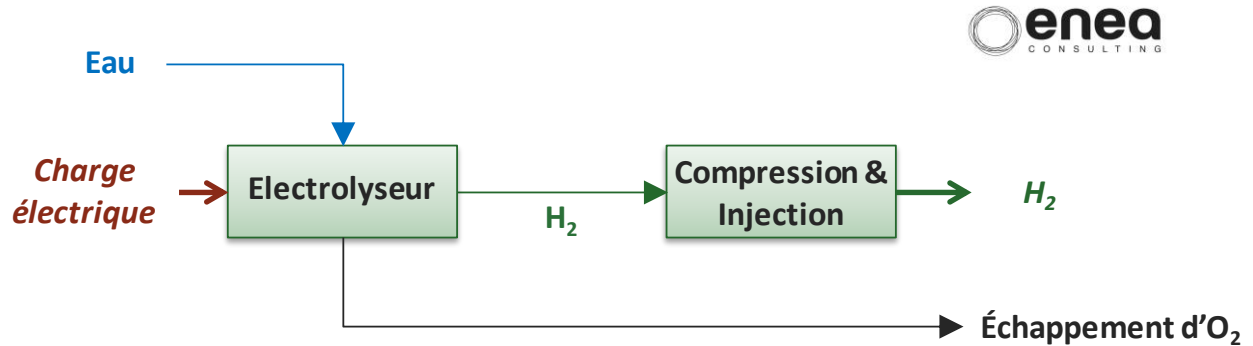 enea
CONSULTING
Eau
Charge
électrique
Electrolyseur
H₂
Compression &
Injection
H₂
Échappement d’O₂